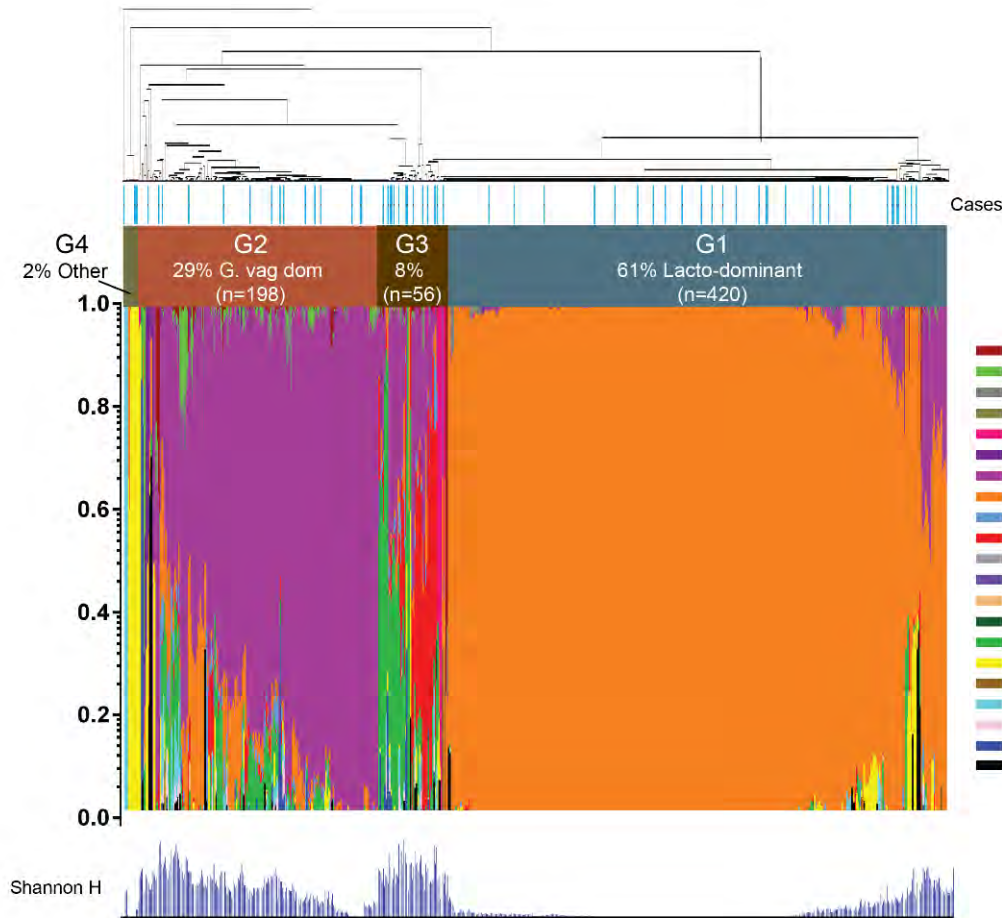 Cases
G4
2% Other
G2
29% G. vag dom
(n=198)
G3
8%
(n=56)
G1
61% Lacto-dominant
(n=420)
1.0
0.8
0.6
0.4
0.2
0.0
Shannon H